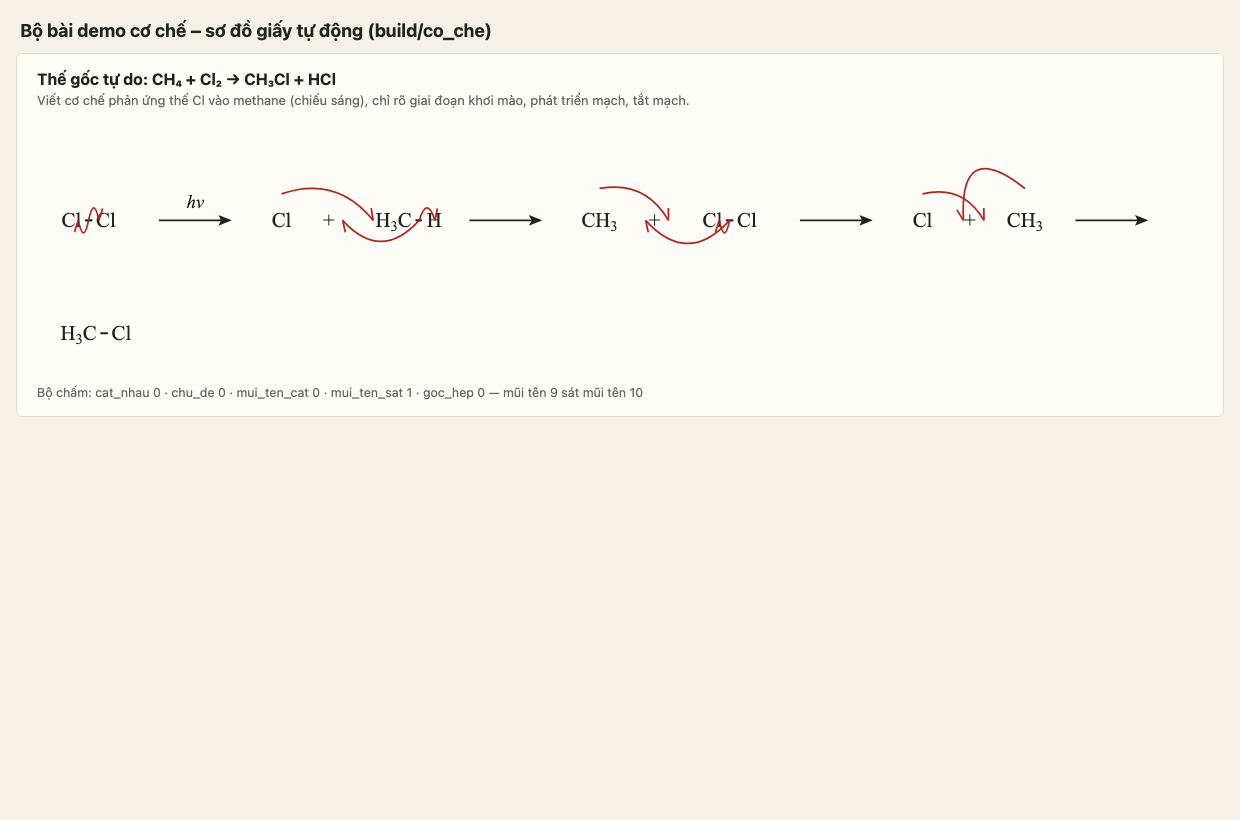 Bộ bài demo cơ chế – sơ đồ giấy tự động (build/co_che)
Thế gốc tự do: CH₄ + Cl₂ → CH₃Cl + HCl
Viết cơ chế phản ứng thế Cl vào methane (chiếu sáng), chỉ rõ giai đoạn khơi mào, phát triển mạch, tắt mạch.
hν
Cl-Cl → Cl + H₃C-H → CH₃ + Cl-Cl → Cl + CH₃ →
H₃C-Cl
Bộ chấm: cat_nhau 0 · chu_de 0 · mui_ten_cat 0 · mui_ten_sat 1 · goc_hep 0 — mũi tên 9 sát mũi tên 10